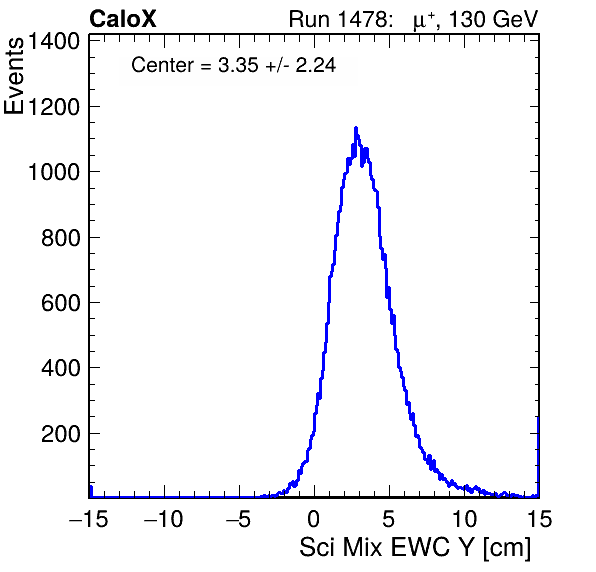 CaloX Run 1478: μ⁺, 130 GeV
Events
Center = 3.35 +/- 2.24
1400
1200
1000
800
600
400
200
−15 −10 −5 0 5 10 15
Sci Mix EWC Y [cm]